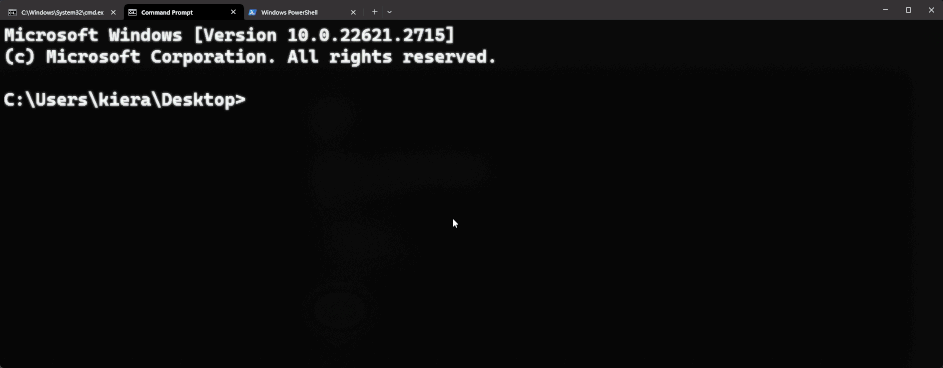 C:\Windows\System32\cmd.ex
Command Prompt
Windows PowerShell
Microsoft Windows [Version 10.0.22621.2715]
(c) Microsoft Corporation. All rights reserved.
C:\Users\kiera\Desktop>